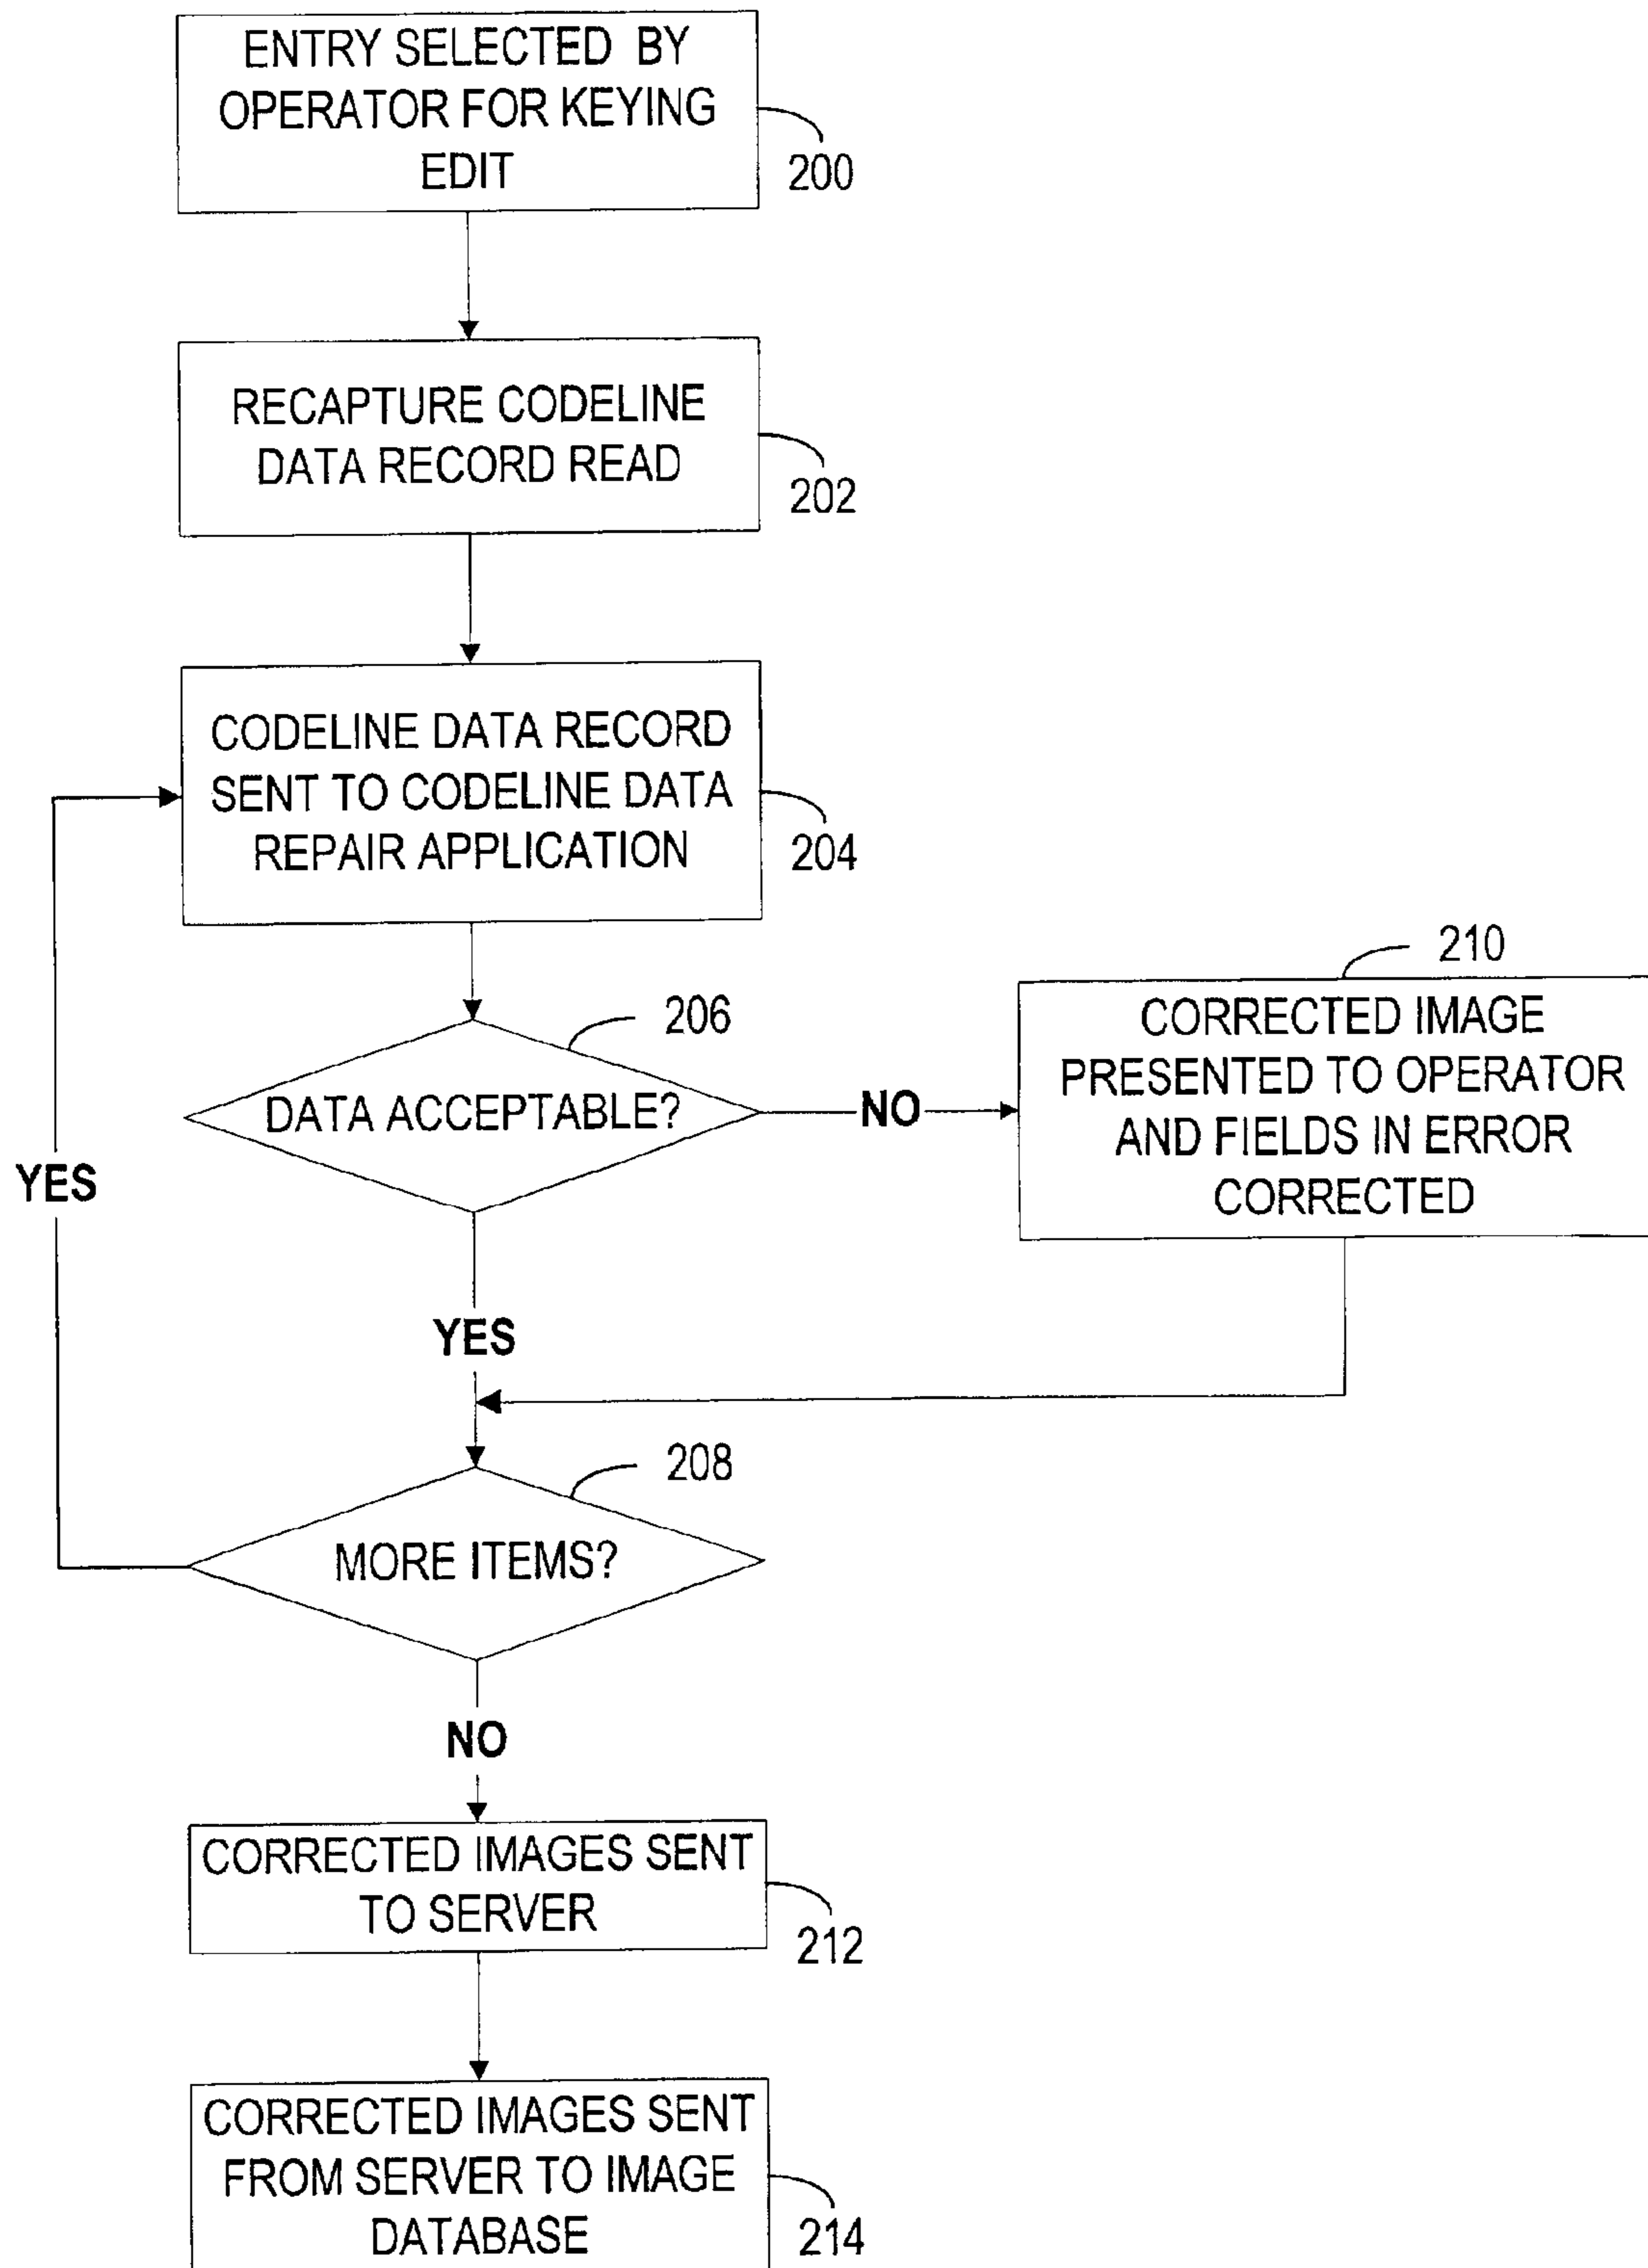 ENTRY SELECTED BY
OPERATOR FOR KEYING
EDIT
200
RECAPTURE CODELINE
DATA RECORD READ
202
CODELINE DATA RECORD
SENT TO CODELINE DATA
REPAIR APPLICATION
204
206
DATA ACCEPTABLE?
NO
210
CORRECTED IMAGE
PRESENTED TO OPERATOR
AND FIELDS IN ERROR
CORRECTED
YES
YES
208
MORE ITEMS?
NO
CORRECTED IMAGES SENT
TO SERVER
212
CORRECTED IMAGES SENT
FROM SERVER TO IMAGE
DATABASE
214